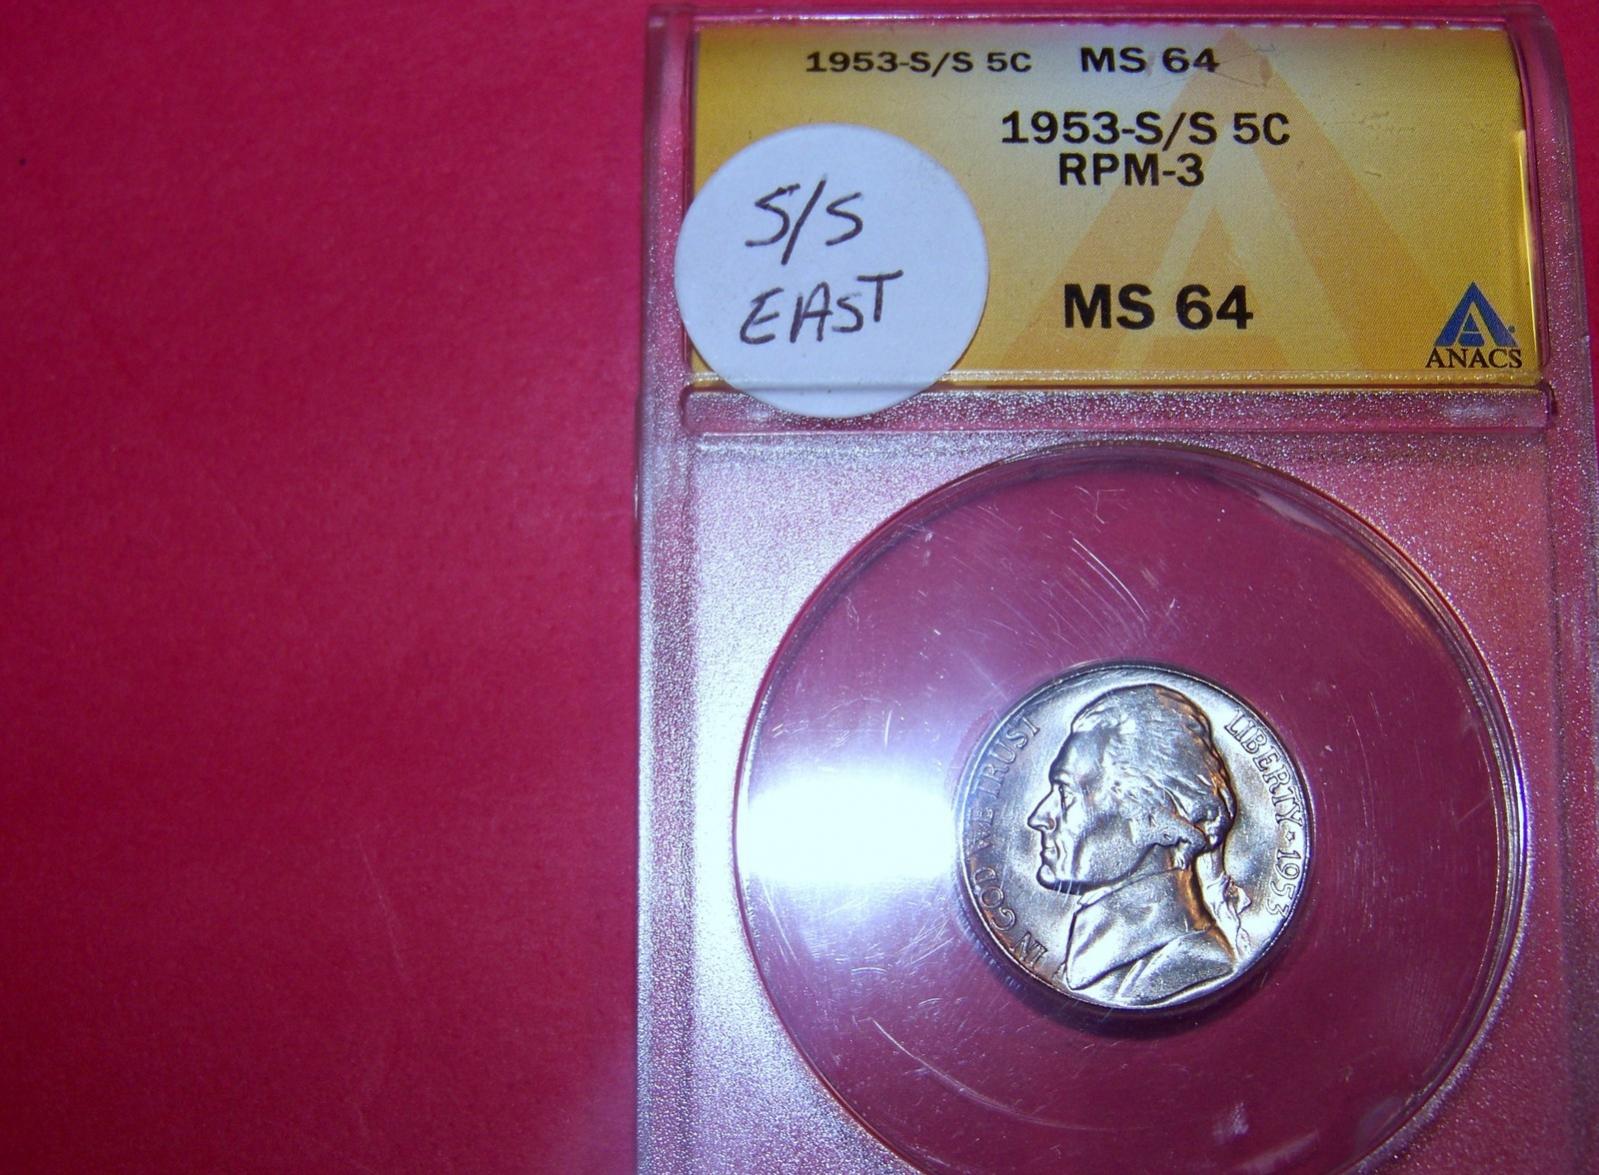 1953-S/S 5C MS 64
1953-S/S 5C
RPM-3
MS 64
ANACS
S/S
EAST
IN GOD WE TRUST
LIBERTY 1953